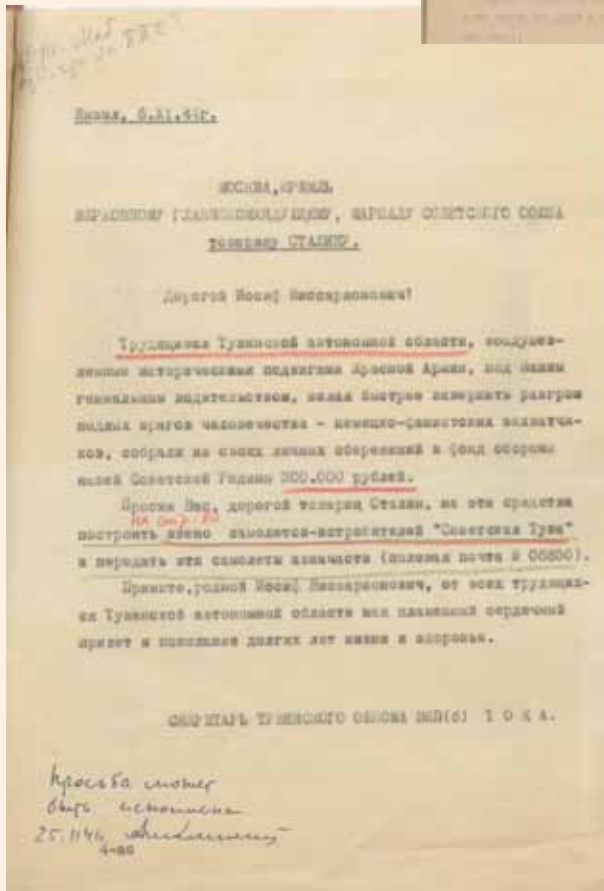 Кызыл, 6.XI.44г.
МОСКВА, КРЕМЛЬ
ВЕРХОВНОМУ ГЛАВНОКОМАНДУЮЩЕМУ, МАРШАЛУ СОВЕТСКОГО СОЮЗА
товарищу СТАЛИНУ.
Дорогой Иосиф Виссарионович!
Трудящиеся Тувинской автономной области, воодушев-
ленные историческими подвигами Красной Армии, под Вашим
гениальным водительством, желая быстрее завершить разгром
подлых врагов человечества - немецко-фашистских захватчи-
ков, собрали из своих личных сбережений в фонд обороны
нашей Советской Родины рублей.
Просим Вас, дорогой товарищ Сталин, на эти средства
построить звено самолетов-истребителей "Советская Тува"
и передать эти самолеты авиачасти (полевая почта №
Примите, родной Иосиф Виссарионович, от всех трудящих-
ся Тувинской автономной области наш пламенный сердечный
привет и пожелание долгих лет жизни и здоровья.
СЕКРЕТАРЬ ТУВИНСКОГО ОБКОМА ВКП(б) Т О К А.
Просьба может
быть исполнена
25.11.44
4-ая